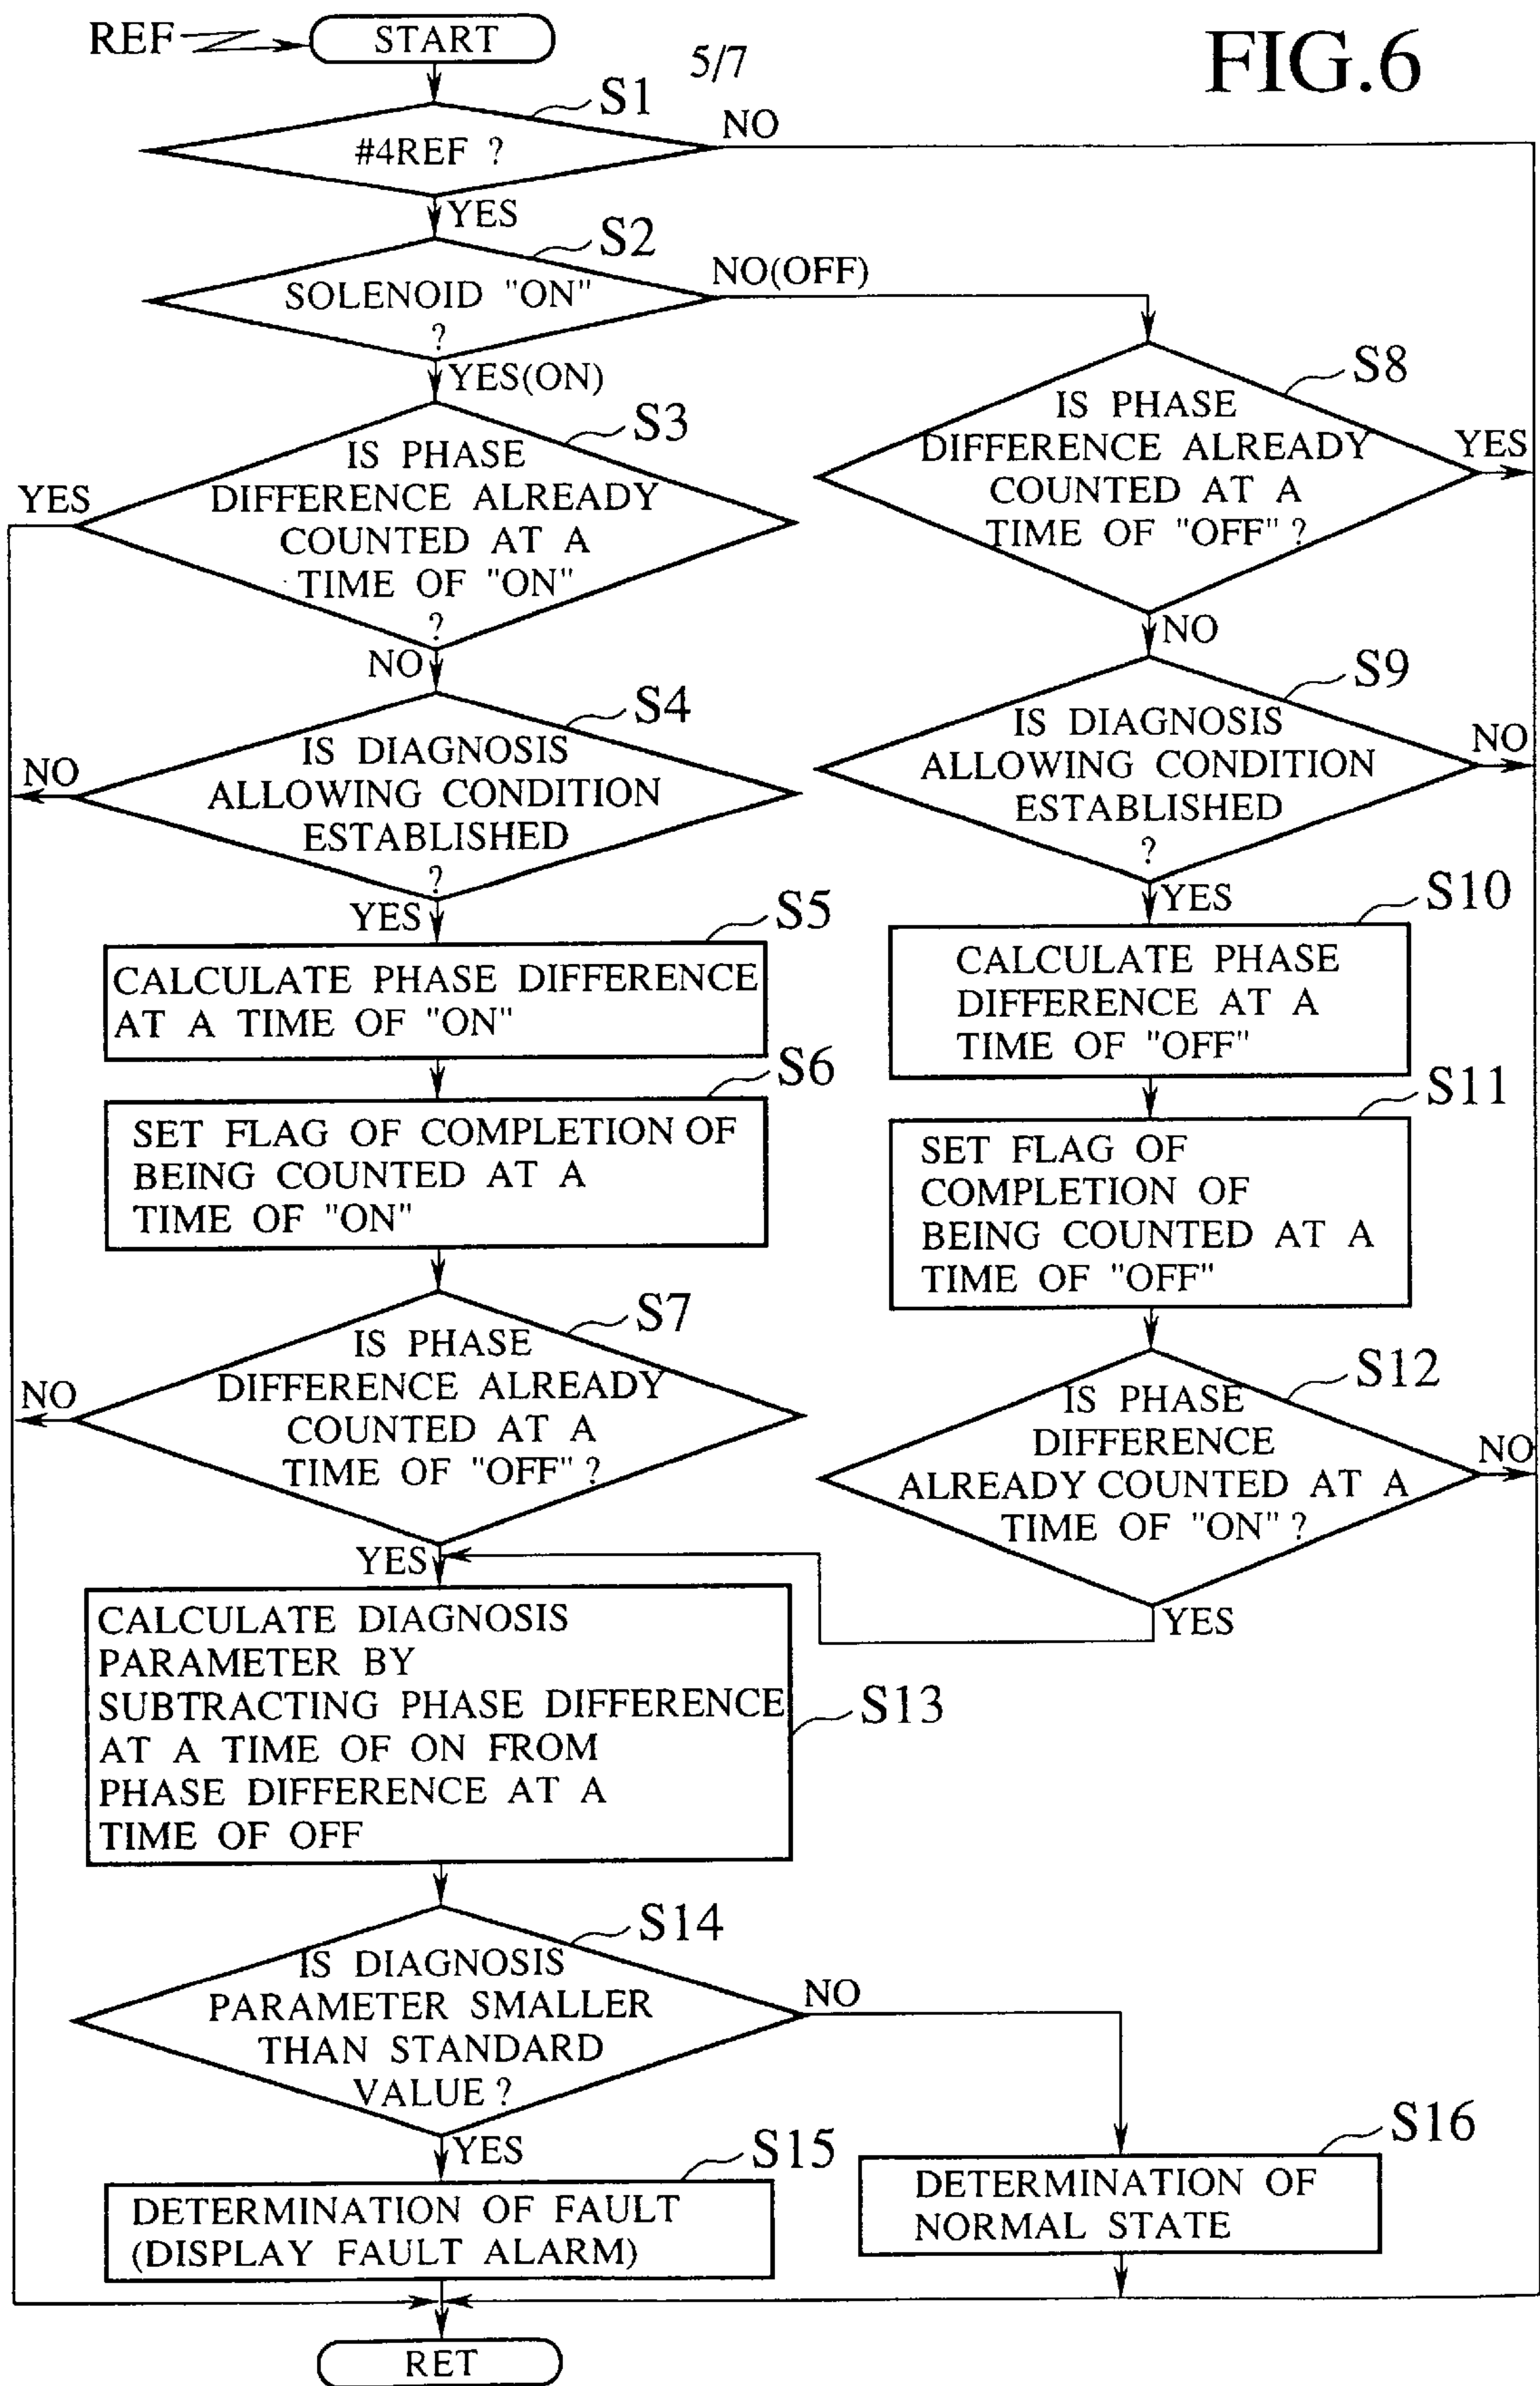 REF
START
5/7
FIG.6
S1
#4REF ?
NO
YES
S2
SOLENOID "ON"
?
NO(OFF)
YES(ON)
S3
IS PHASE
DIFFERENCE ALREADY
COUNTED AT A
TIME OF "ON"
?
YES
NO
S8
IS PHASE
DIFFERENCE ALREADY
COUNTED AT A
TIME OF "OFF" ?
YES
NO
S4
IS DIAGNOSIS
ALLOWING CONDITION
ESTABLISHED
?
NO
YES
S9
IS DIAGNOSIS
ALLOWING CONDITION
ESTABLISHED
?
NO
YES
S5
CALCULATE PHASE DIFFERENCE
AT A TIME OF "ON"
S10
CALCULATE PHASE
DIFFERENCE AT A
TIME OF "OFF"
S6
SET FLAG OF COMPLETION OF
BEING COUNTED AT A
TIME OF "ON"
S11
SET FLAG OF
COMPLETION OF
BEING COUNTED AT A
TIME OF "OFF"
S7
IS PHASE
DIFFERENCE ALREADY
COUNTED AT A
TIME OF "OFF" ?
NO
YES
S12
IS PHASE
DIFFERENCE
ALREADY COUNTED AT A
TIME OF "ON" ?
NO
YES
CALCULATE DIAGNOSIS
PARAMETER BY
SUBTRACTING PHASE DIFFERENCE
AT A TIME OF ON FROM
PHASE DIFFERENCE AT A
TIME OF OFF
S13
S14
IS DIAGNOSIS
PARAMETER SMALLER
THAN STANDARD
VALUE ?
NO
YES
S15
DETERMINATION OF FAULT
(DISPLAY FAULT ALARM)
S16
DETERMINATION OF
NORMAL STATE
RET